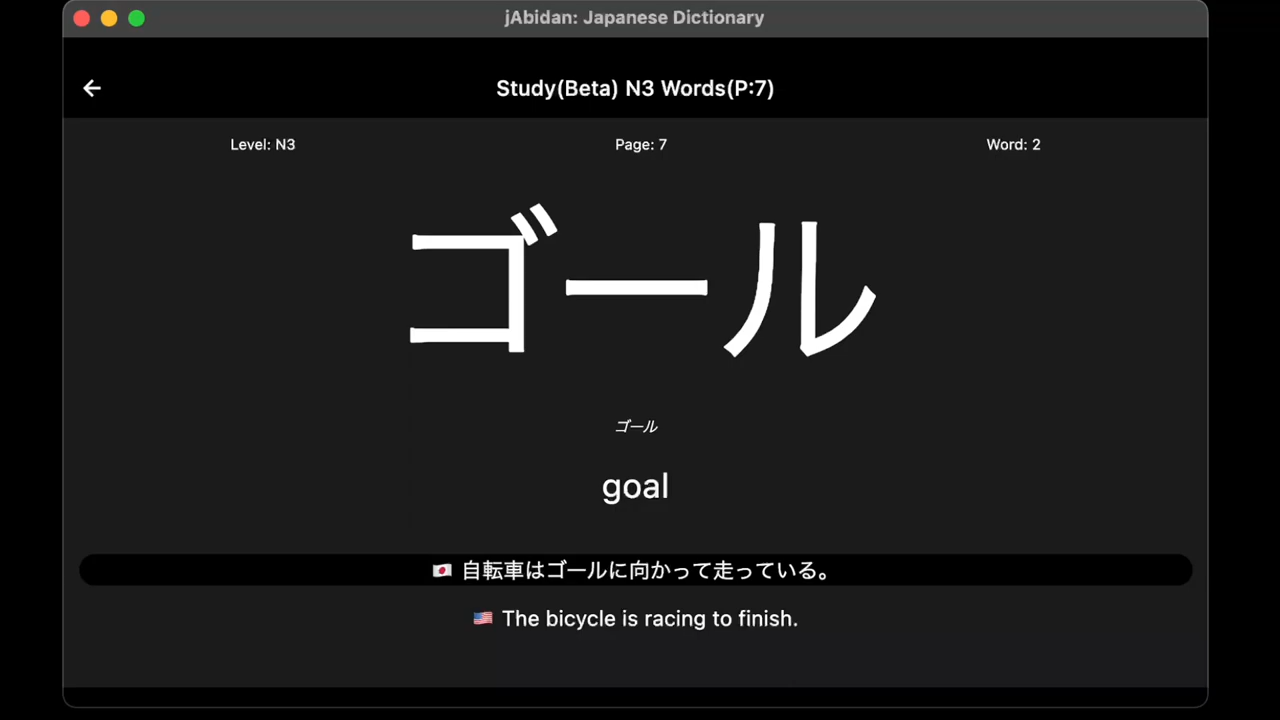 jAbidan: Japanese Dictionary
Study(Beta) N3 Words(P:7)
Level: N3
Page: 7
Word: 2
ゴール
ゴール
goal
🇯🇵 自転車はゴールに向かって走っている。
🇺🇸 The bicycle is racing to finish.